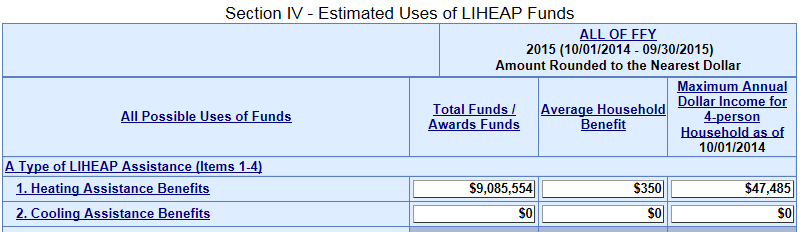 Section IV - Estimated Uses of LIHEAP Funds
ALL OF FFY
2015 (10/01/2014 - 09/30/2015)
Amount Rounded to the Nearest Dollar
All Possible Uses of Funds
Total Funds /
Awards Funds
Average Household
Benefit
Maximum Annual
Dollar Income for
4-person
Household as of
10/01/2014
A Type of LIHEAP Assistance (Items 1-4)
1. Heating Assistance Benefits $9,085,554 $350 $47,485
2. Cooling Assistance Benefits $0 $0 $0